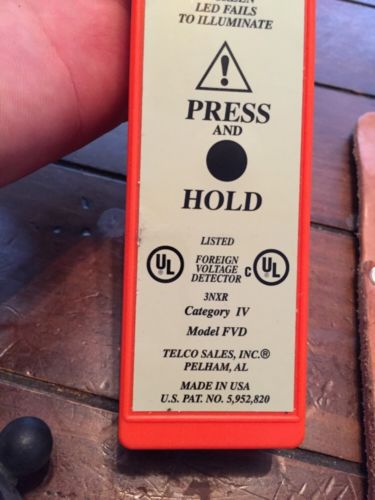 LED FAILS
TO ILLUMINATE
PRESS
AND
HOLD
LISTED
UL
FOREIGN
VOLTAGE
DETECTOR
c UL
3NXR
Category IV
Model FVD
TELCO SALES, INC.®
PELHAM, AL
MADE IN USA
U.S. PAT. NO. 5,952,820